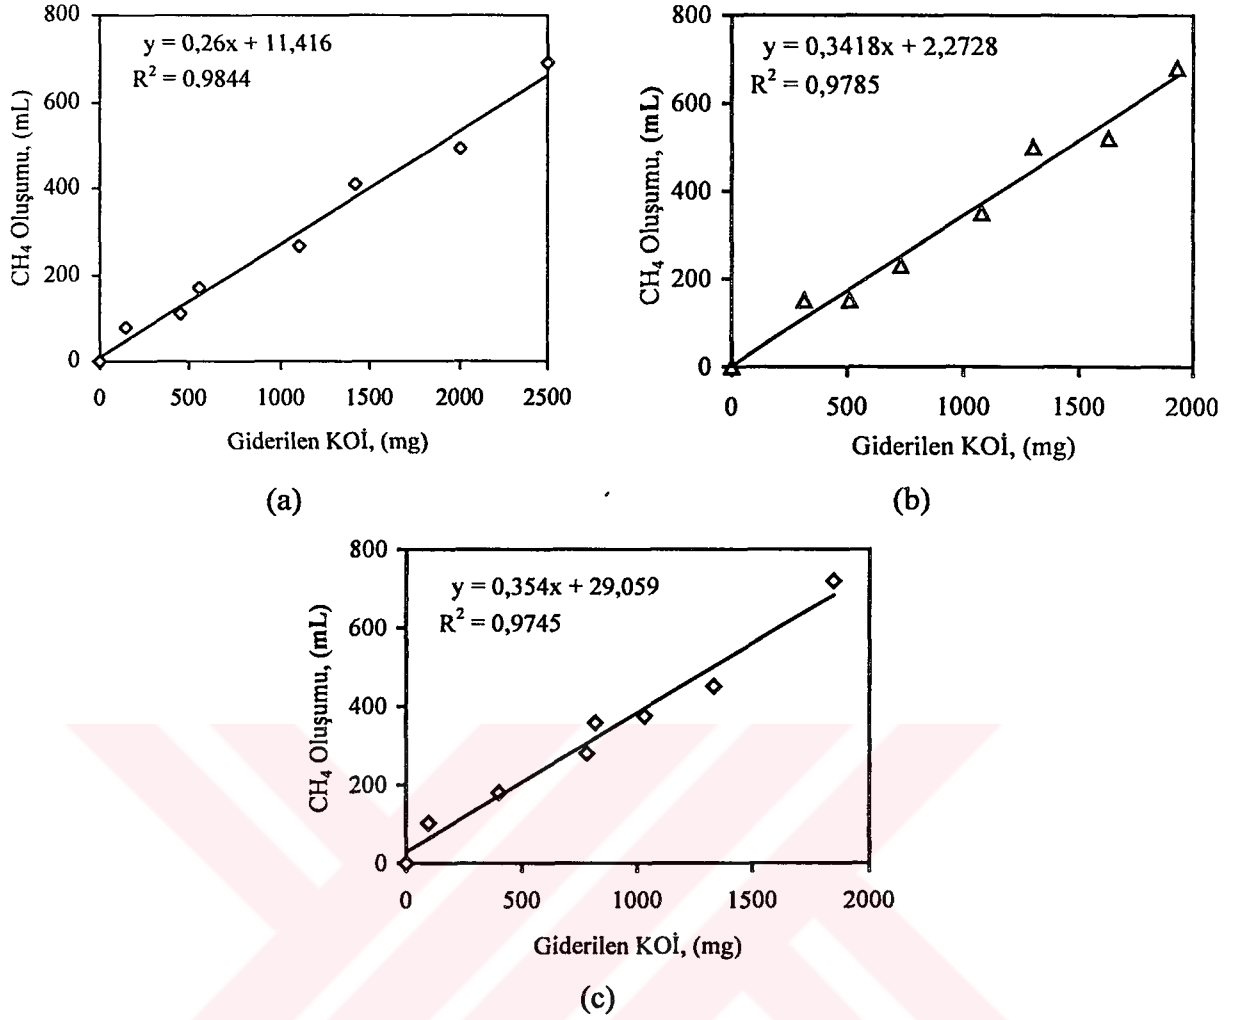 800
y = 0,26x + 11,416
R² = 0,9844
600
400
200
0
CH₄ Oluşumu, (mL)
0 500 1000 1500 2000 2500
Giderilen KOİ, (mg)
(a)
800
y = 0,3418x + 2,2728
R² = 0,9785
600
400
200
0
CH₄ Oluşumu, (mL)
0 500 1000 1500 2000
Giderilen KOİ, (mg)
(b)
800
y = 0,354x + 29,059
R² = 0,9745
600
400
200
0
CH₄ Oluşumu, (mL)
0 500 1000 1500 2000
Giderilen KOİ, (mg)
(c)